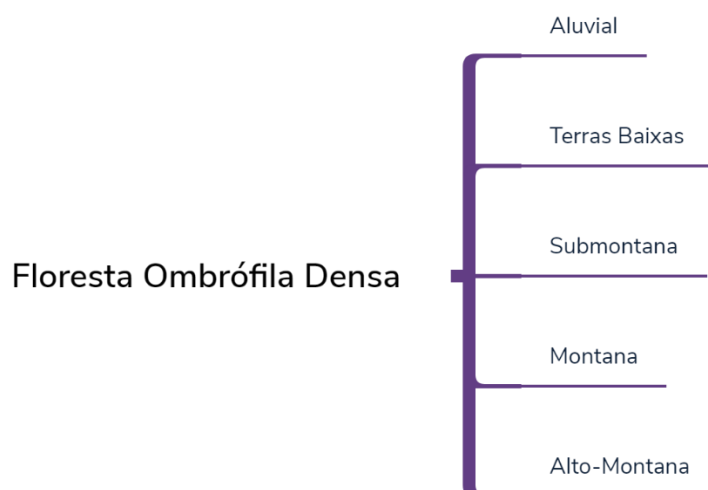 Aluvial
Terras Baixas
Floresta Ombrófila Densa
Submontana
Montana
Alto-Montana